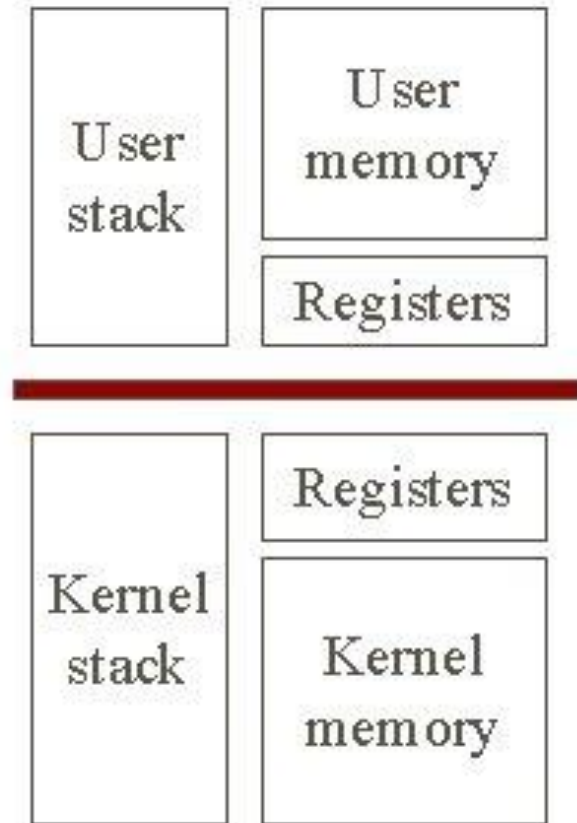 User
stack
User
memory
Registers
Kernel
stack
Registers
Kernel
memory